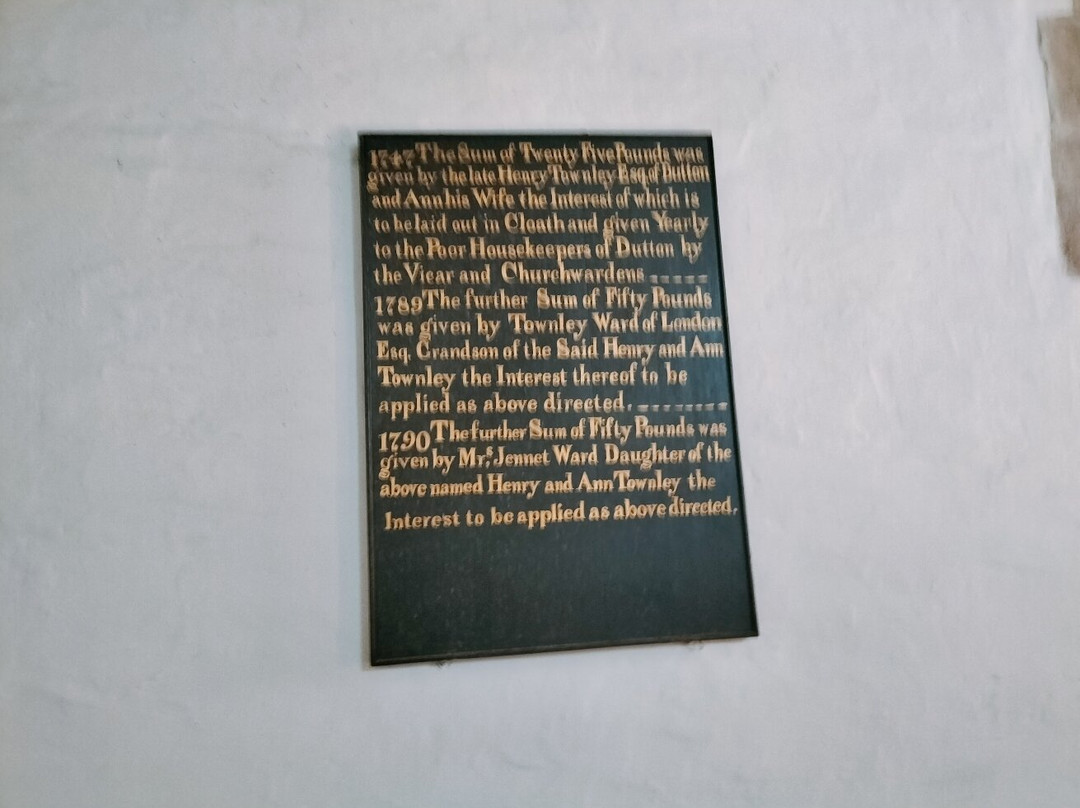 1747 The Sum of Twenty Five Pounds was
given by the late Henry Townley Esq. of Dutton
and Ann his Wife the Interest of which is
to be laid out in Cloath and given Yearly
to the Poor Housekeepers of Dutton by
the Vicar and Churchwardens
1789 The further Sum of Fifty Pounds
was given by Townley Ward of London
Esq. Grandson of the Said Henry and Ann
Townley the Interest thereof to be
applied as above directed.
1790 The further Sum of Fifty Pounds was
given by Mrs. Jennet Ward Daughter of the
above named Henry and Ann Townley the
Interest to be applied as above directed.